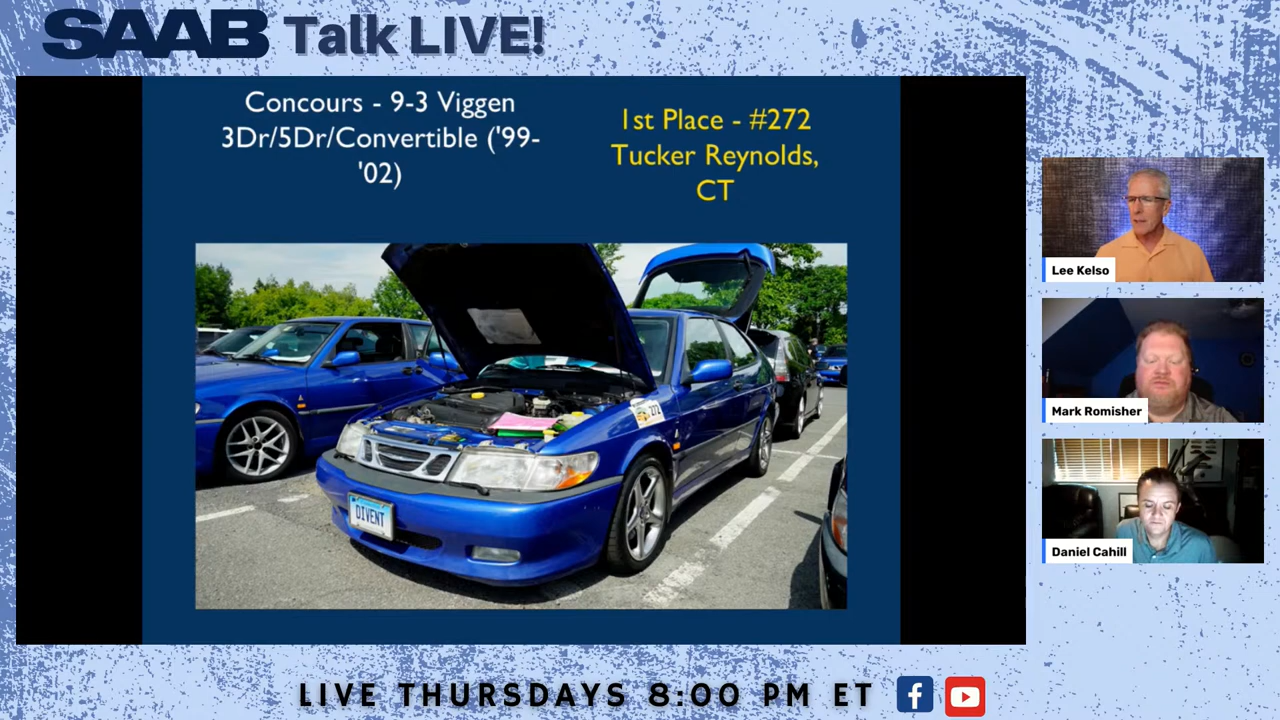 SAAB Talk LIVE!
Concours - 9-3 Viggen
3Dr/5Dr/Convertible ('99-
'02)
1st Place - #272
Tucker Reynolds,
CT
272
DIVENT
Lee Kelso
Mark Romisher
Daniel Cahill
LIVE THURSDAYS 8:00 PM ET